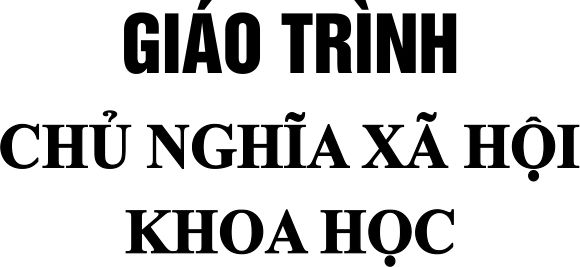 GIÁO TRÌNH
CHỦ NGHĨA XÃ HỘI
KHOA HỌC